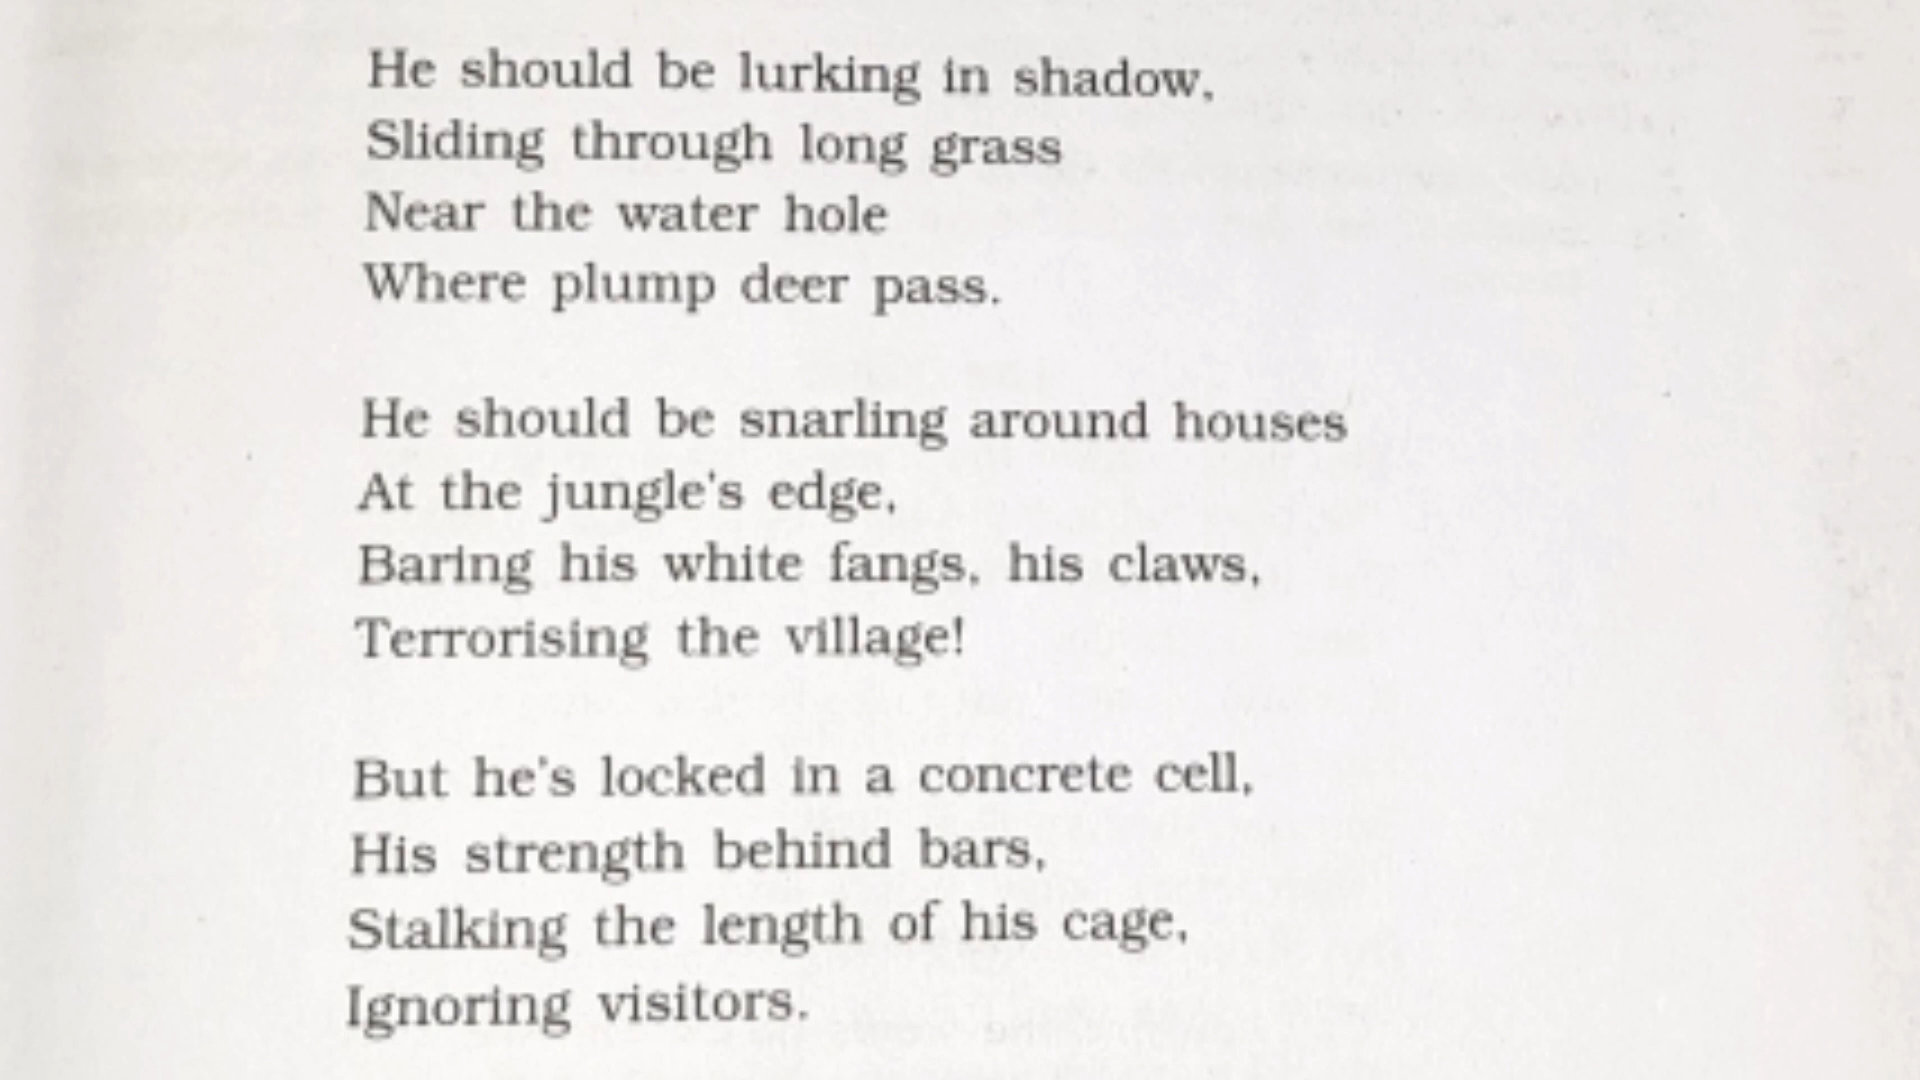 He should be lurking in shadow,
Sliding through long grass
Near the water hole
Where plump deer pass.
He should be snarling around houses
At the jungle's edge,
Baring his white fangs, his claws,
Terrorising the village!
But he's locked in a concrete cell,
His strength behind bars,
Stalking the length of his cage,
Ignoring visitors.